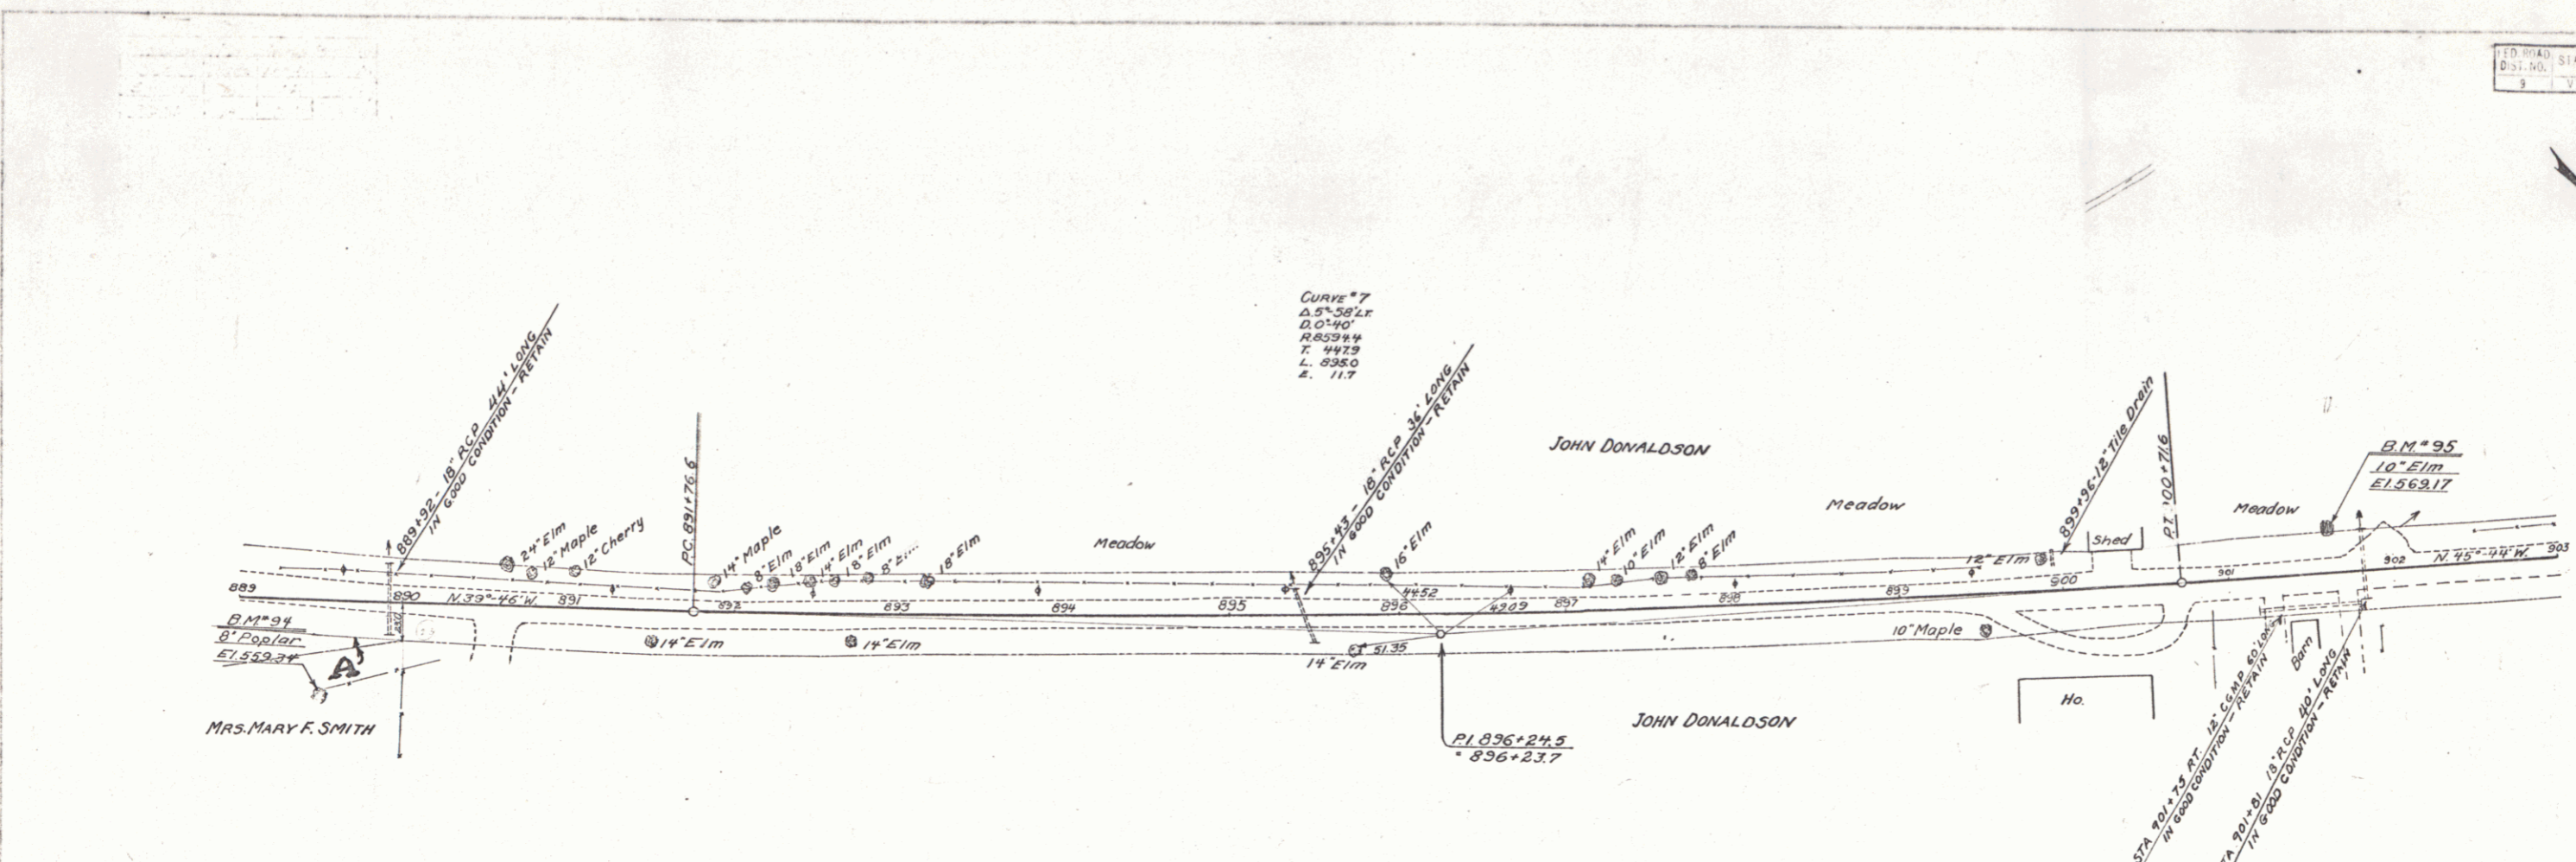 FED. ROAD
DIST. NO.
9
V
CURVE #7
Δ. 5°-58' LT.
D. 0°-40'
R. 8594.4
T. 447.9
L. 895.0
E. 11.7
889+92 - 18" RCP 44' LONG
IN GOOD CONDITION - RETAIN
P.C. 891+76.6
895+43 - 18" RCP 36' LONG
IN GOOD CONDITION - RETAIN
JOHN DONALDSON
899+96-12" Tile Drain
P.T. 100+71.6
B.M. #95
10" Elm
El. 569.17
24" Elm
12" Maple
12" Cherry
14" Maple
8" Elm
18" Elm
14" Elm
18" Elm
18" Elm
Meadow
16" Elm
14" Elm
10" Elm
12" Elm
8" Elm
Meadow
12" Elm
Shed
Meadow
889
890
N. 39°-46' W.
891
892
893
894
895
896
44.52
49.09
897
898
899
900
901
902
N. 45°-44' W.
903
B.M. #94
8" Poplar
El. 559.34
A
14" Elm
14" Elm
14" Elm
51.35
10" Maple
Ho.
Barn
MRS. MARY F. SMITH
P.I. 896+24.5
" 896+23.7
JOHN DONALDSON
STA 901+75 RT. 12" C.G.M.P. 60' LONG
IN GOOD CONDITION - RETAIN
901+81 18" RCP 40' LONG
IN GOOD CONDITION - RETAIN